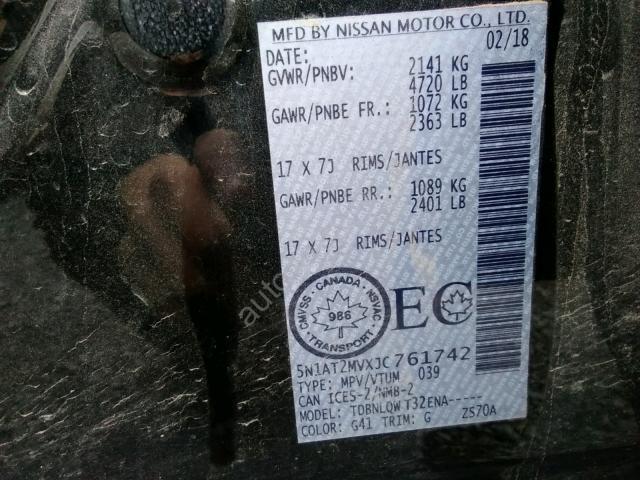 MFD BY NISSAN MOTOR CO., LTD.
DATE: 02/18
GVWR/PNBV: 2141 KG
4720 LB
GAWR/PNBE FR.: 1072 KG
2363 LB
17 X 7J RIMS/JANTES
GAWR/PNBE RR.: 1089 KG
2401 LB
17 X 7J RIMS/JANTES
CANADA
CMVSS · NSVAC
986
TRANSPORT
EC
5N1AT2MVXJC761742
TYPE: MPV/VTUM 039
CAN ICES-2/NMB-2
MODEL: TDBNLQWT32ENA-----
COLOR: G41 TRIM: G ZS70A